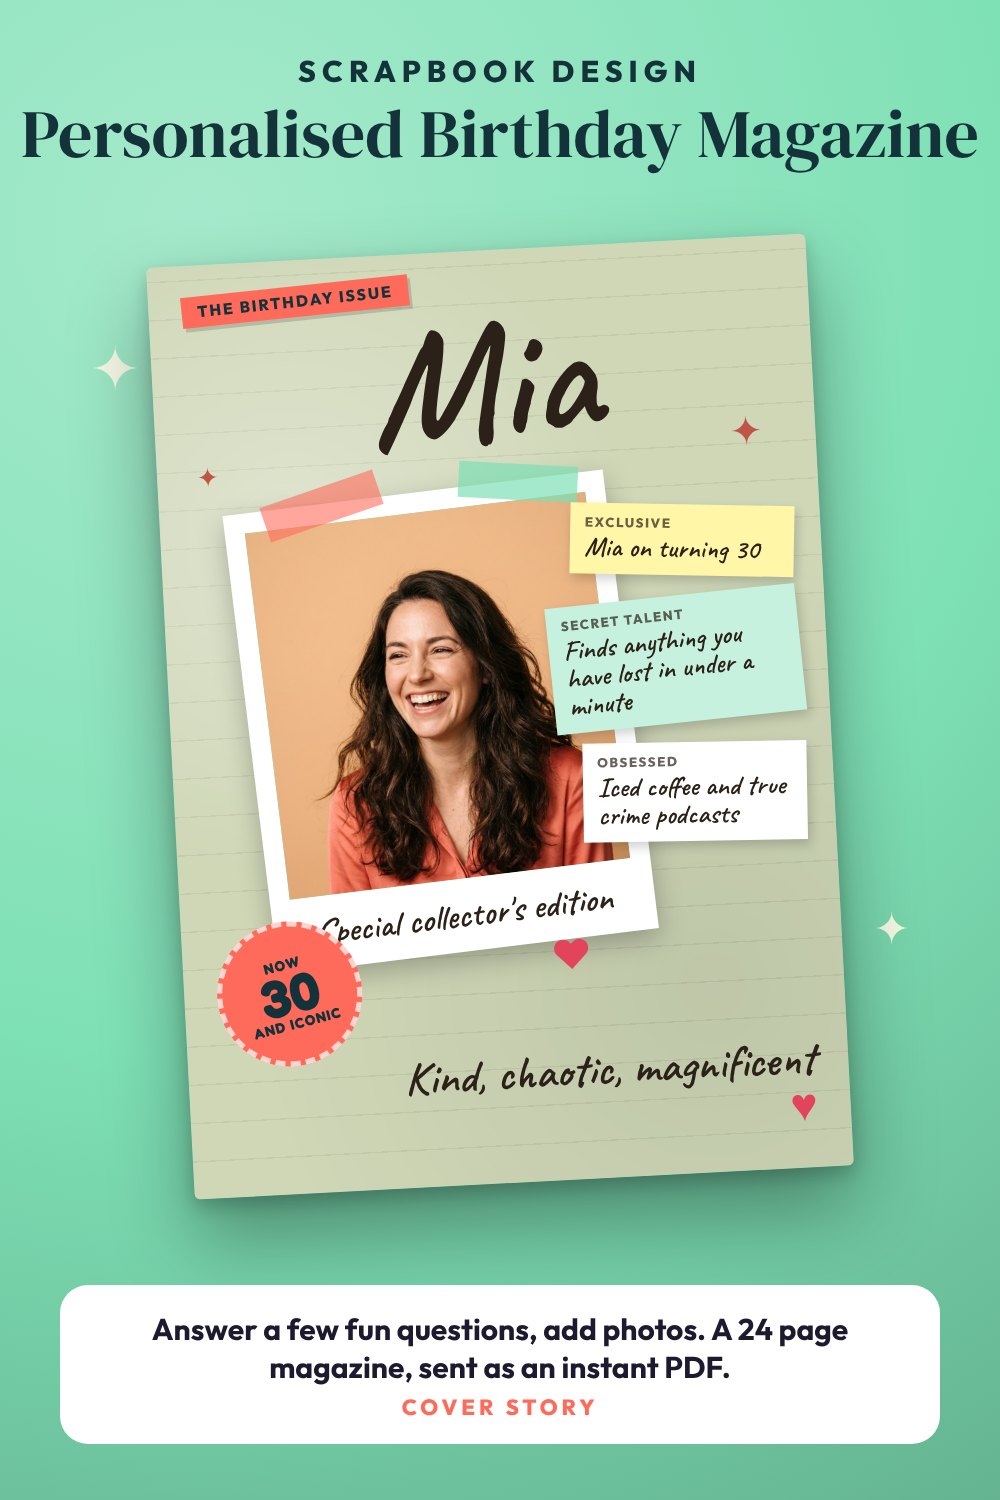 SCRAPBOOK DESIGN
Personalised Birthday Magazine
THE BIRTHDAY ISSUE
Mia
EXCLUSIVE
Mia on turning 30
SECRET TALENT
Finds anything you
have lost in under a
minute
OBSESSED
Iced coffee and true
crime podcasts
Special collector's edition
NOW
30
AND ICONIC
Kind, chaotic, magnificent
Answer a few fun questions, add photos. A 24 page
magazine, sent as an instant PDF.
COVER STORY